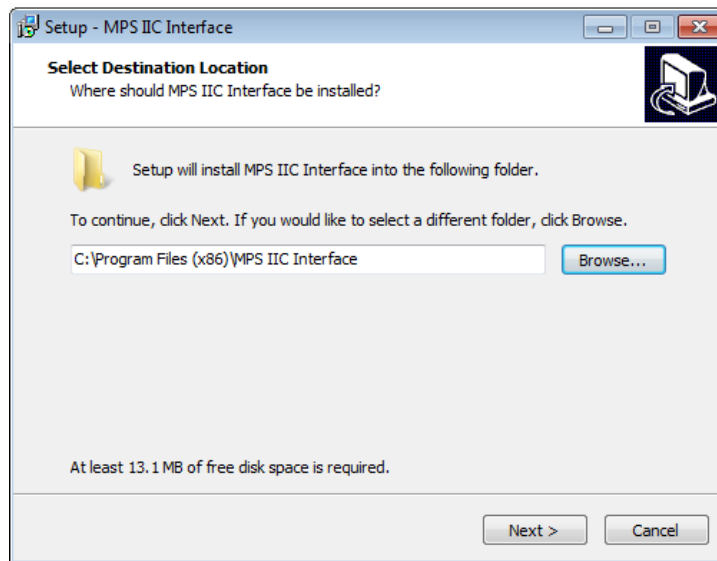 Setup - MPS IIC Interface
Select Destination Location
Where should MPS IIC Interface be installed?
Setup will install MPS IIC Interface into the following folder.
To continue, click Next. If you would like to select a different folder, click Browse.
C:\Program Files (x86)\MPS IIC Interface
Browse...
At least 13.1 MB of free disk space is required.
Next >
Cancel